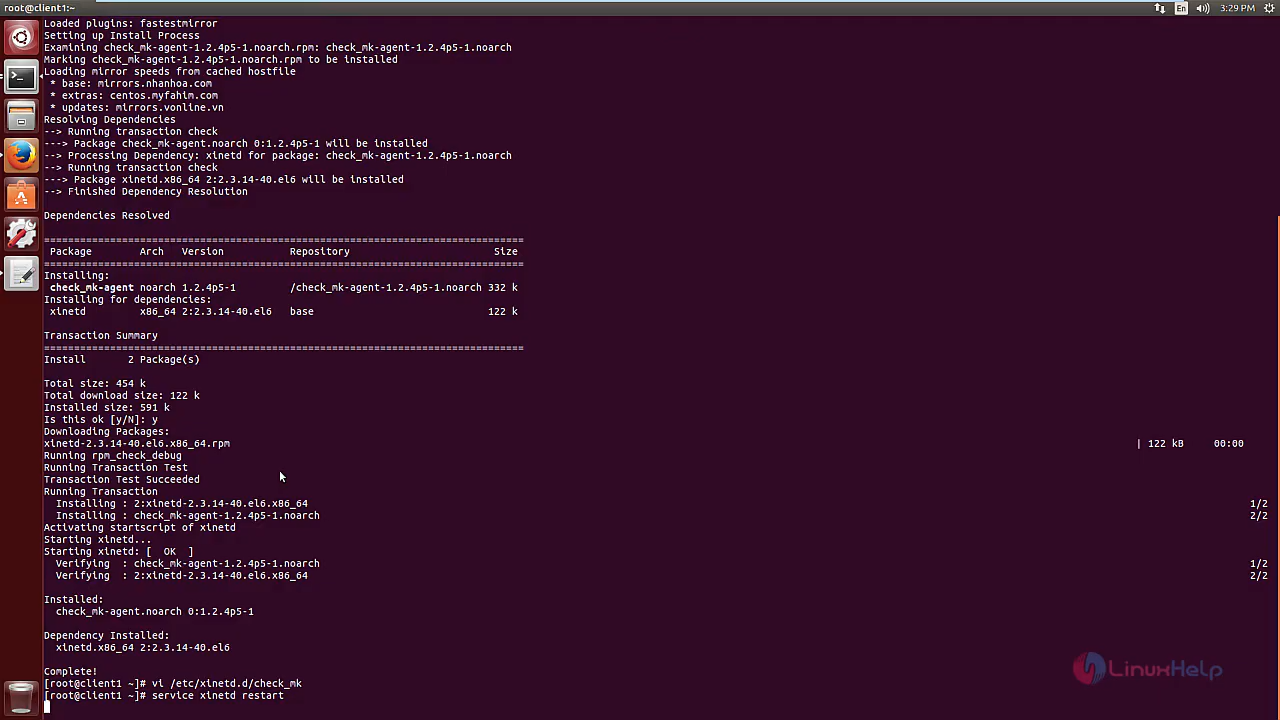 root@client1:~
En
3:29 PM
Loaded plugins: fastestmirror
Setting up Install Process
Examining check_mk-agent-1.2.4p5-1.noarch.rpm: check_mk-agent-1.2.4p5-1.noarch
Marking check_mk-agent-1.2.4p5-1.noarch.rpm to be installed
Loading mirror speeds from cached hostfile
 * base: mirrors.nhanhoa.com
 * extras: centos.myfahim.com
 * updates: mirrors.vonline.vn
Resolving Dependencies
--> Running transaction check
---> Package check_mk-agent.noarch 0:1.2.4p5-1 will be installed
--> Processing Dependency: xinetd for package: check_mk-agent-1.2.4p5-1.noarch
--> Running transaction check
---> Package xinetd.x86_64 2:2.3.14-40.el6 will be installed
--> Finished Dependency Resolution
Dependencies Resolved
================================================================================
 Package        Arch   Version           Repository                        Size
================================================================================
Installing:
 check_mk-agent noarch 1.2.4p5-1         /check_mk-agent-1.2.4p5-1.noarch 332 k
Installing for dependencies:
 xinetd         x86_64 2:2.3.14-40.el6   base                             122 k
Transaction Summary
================================================================================
Install       2 Package(s)
Total size: 454 k
Total download size: 122 k
Installed size: 591 k
Is this ok [y/N]: y
Downloading Packages:
xinetd-2.3.14-40.el6.x86_64.rpm | 122 kB     00:00
Running rpm_check_debug
Running Transaction Test
Transaction Test Succeeded
Running Transaction
  Installing : 2:xinetd-2.3.14-40.el6.x86_64 1/2
  Installing : check_mk-agent-1.2.4p5-1.noarch 2/2
Activating startscript of xinetd
Starting xinetd...
Starting xinetd: [  OK  ]
  Verifying  : check_mk-agent-1.2.4p5-1.noarch 1/2
  Verifying  : 2:xinetd-2.3.14-40.el6.x86_64 2/2
Installed:
  check_mk-agent.noarch 0:1.2.4p5-1
Dependency Installed:
  xinetd.x86_64 2:2.3.14-40.el6
Complete!
[root@client1 ~]# vi /etc/xinetd.d/check_mk
[root@client1 ~]# service xinetd restart
LinuxHelp